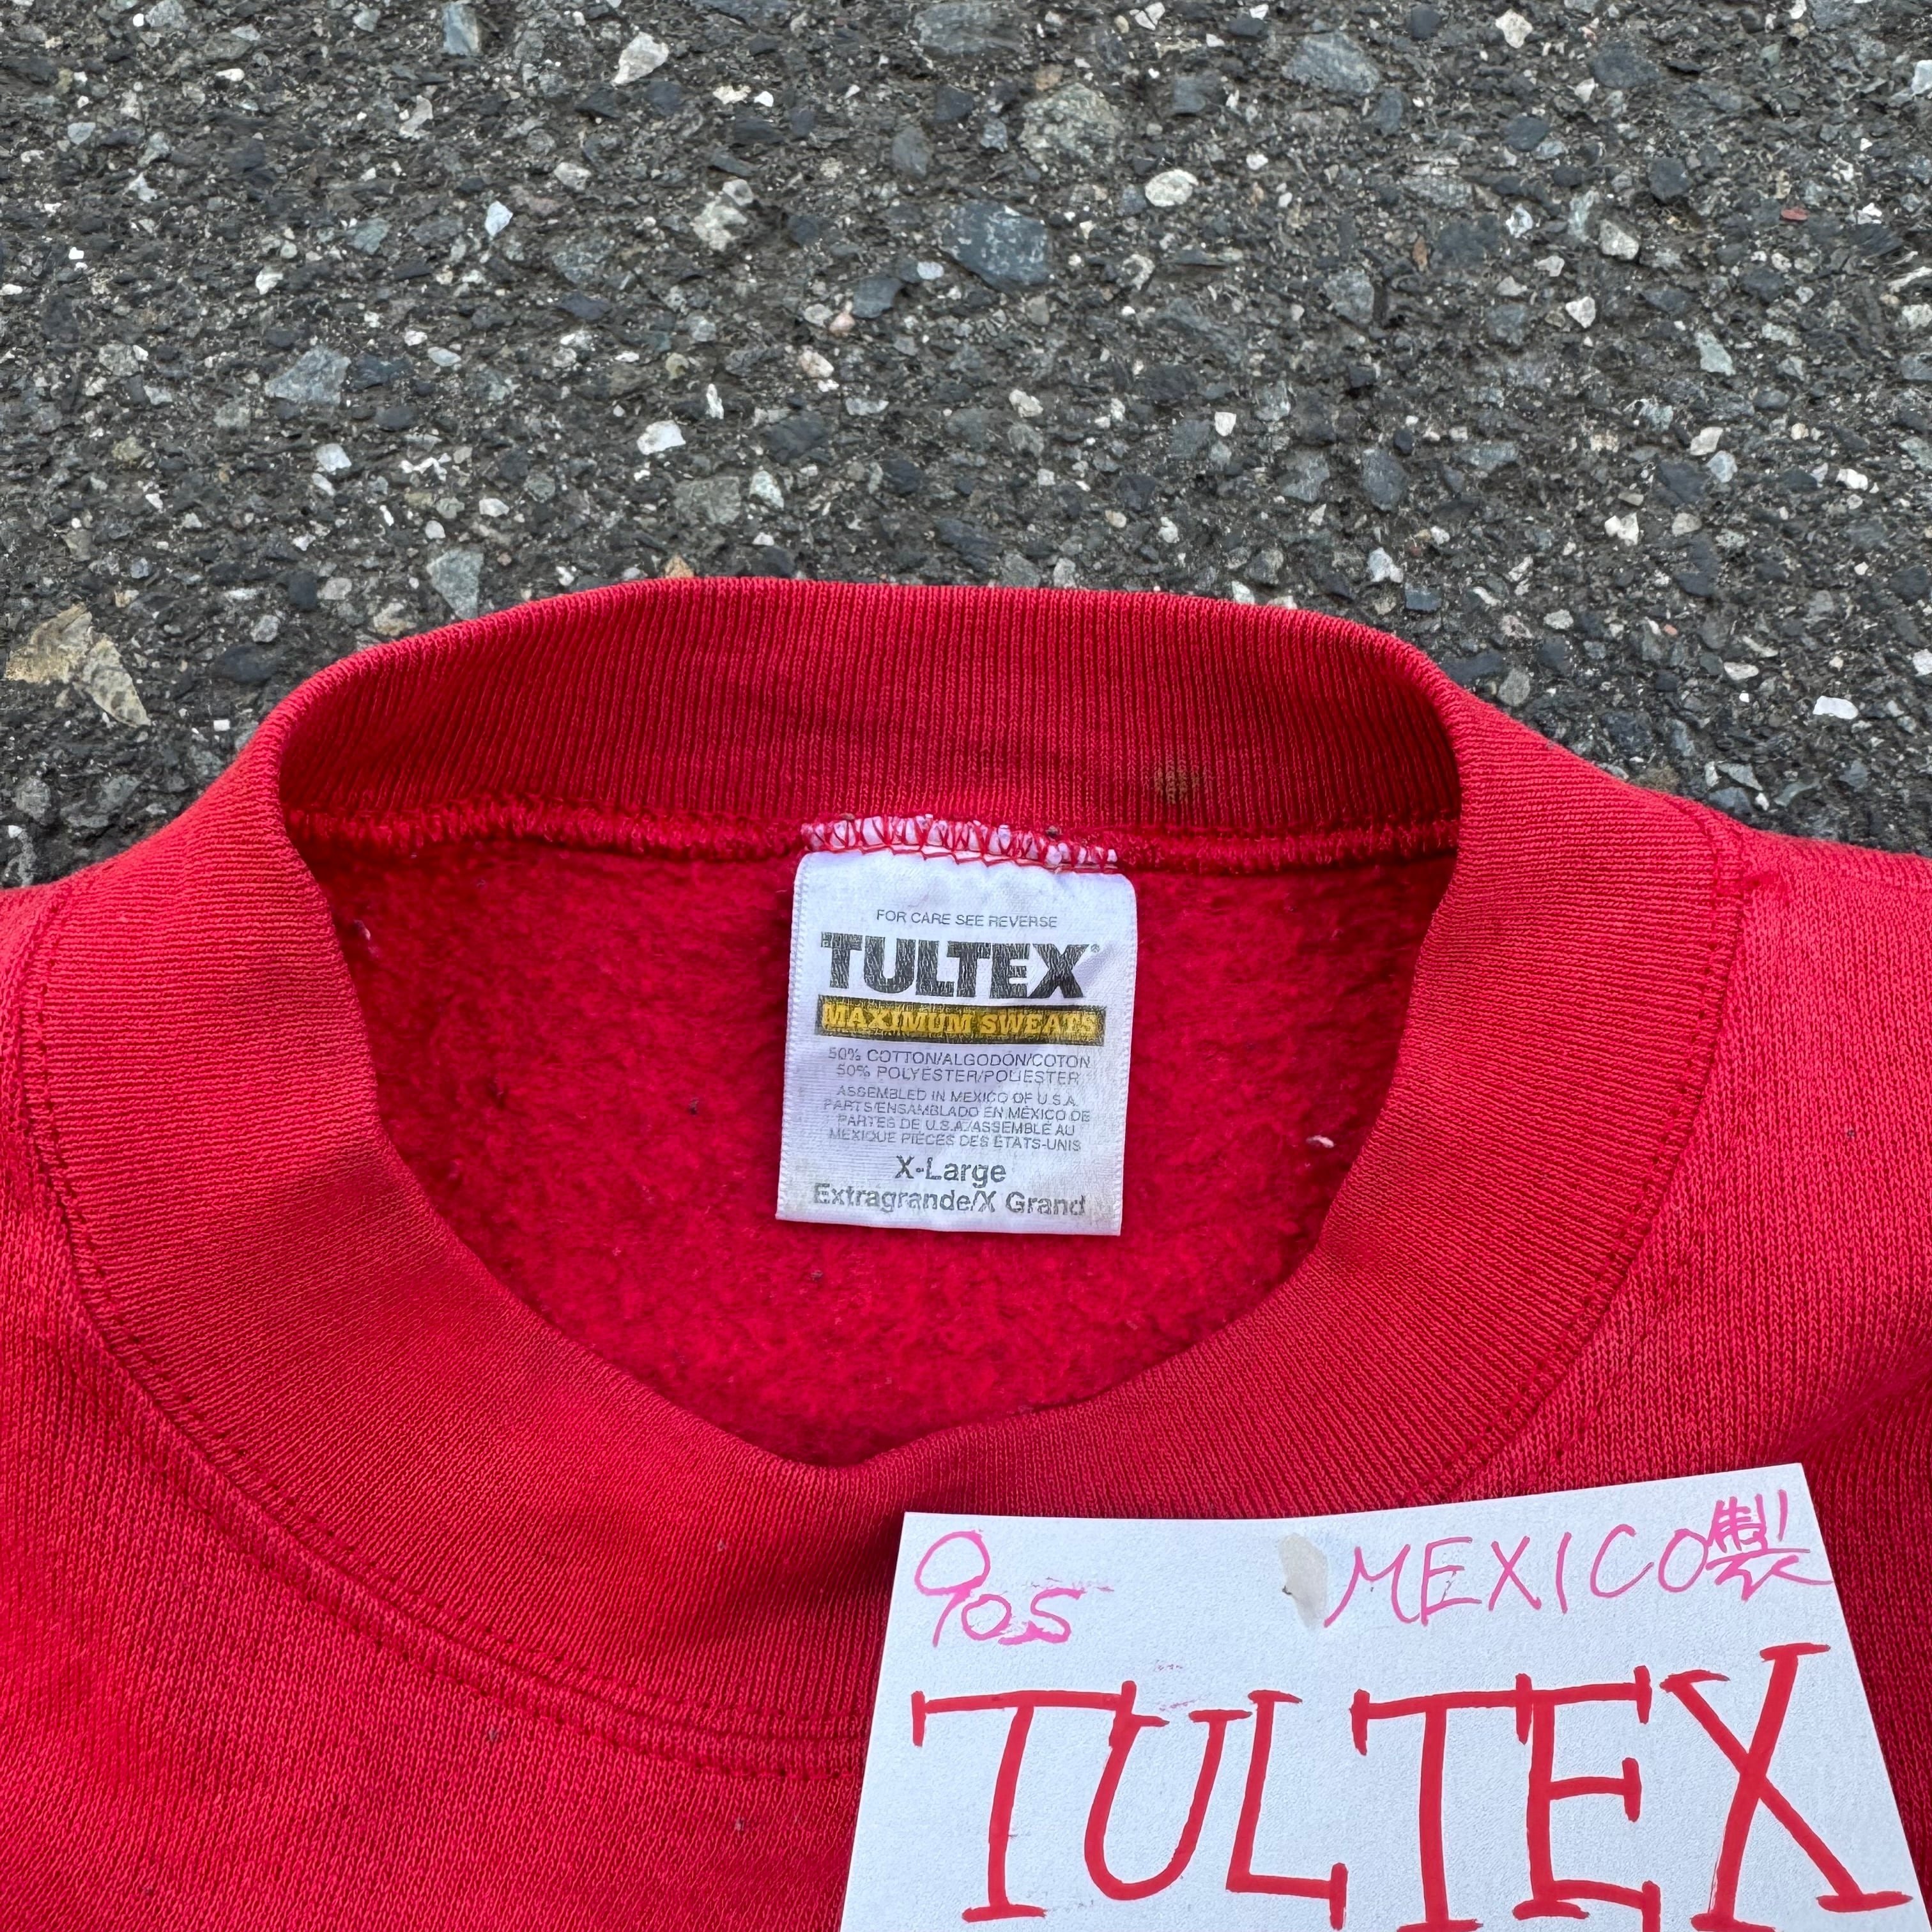 FOR CARE SEE REVERSE
TULTEX®
MAXIMUM SWEATS
50% COTTON/ALGODÓN/COTON
50% POLYESTER/POLIESTER
ASSEMBLED IN MEXICO OF U.S.A.
PARTS/ENSAMBLADO EN MÉXICO DE
PARTES DE U.S.A./ASSEMBLÉ AU
MEXIQUE PIÈCES DES ÉTATS-UNIS
X-Large
Extragrande/X Grand
90s MEXICO製
TULTEX